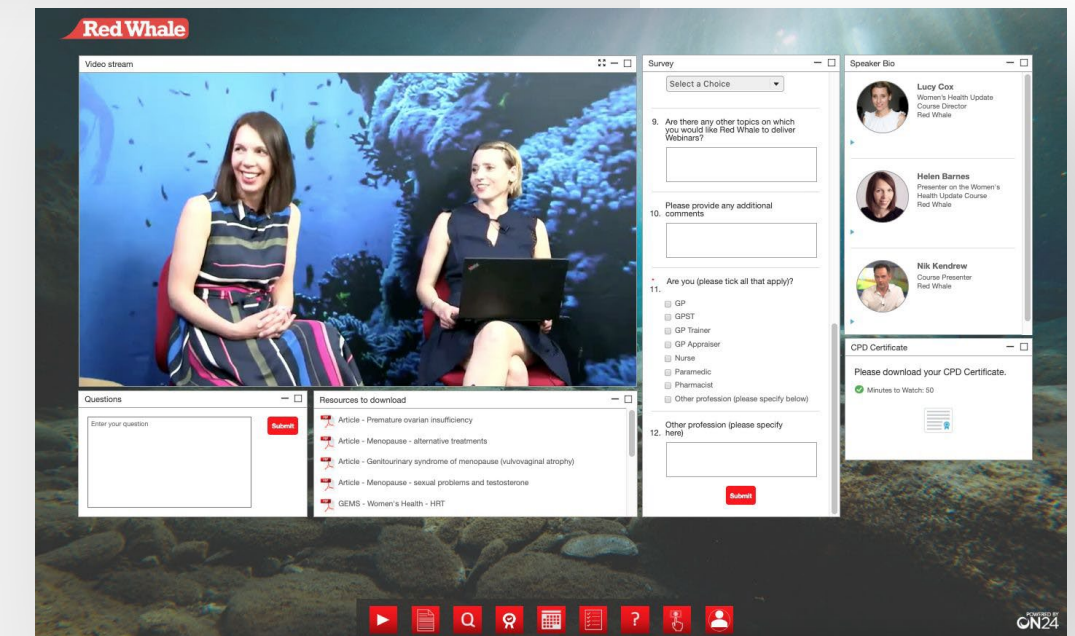 Red Whale
Video stream
Survey
Select a Choice
9. Are there any other topics on which
you would like Red Whale to deliver
Webinars?
Please provide any additional
10. comments
* Are you (please tick all that apply)?
11.
GP
GPST
GP Trainer
GP Appraiser
Nurse
Paramedic
Pharmacist
Other profession (please specify below)
Other profession (please specify
12. here)
Submit
Speaker Bio
Lucy Cox
Women's Health Update
Course Director
Red Whale
Helen Barnes
Presenter on the Women's
Health Update Course
Red Whale
Nik Kendrew
Course Presenter
Red Whale
CPD Certificate
Please download your CPD Certificate.
Minutes to Watch: 50
Questions
Enter your question
Submit
Resources to download
Article - Premature ovarian insufficiency
Article - Menopause - alternative treatments
Article - Genitourinary syndrome of menopause (vulvovaginal atrophy)
Article - Menopause - sexual problems and testosterone
GEMS - Women's Health - HRT
?
POWERED BY
ON24